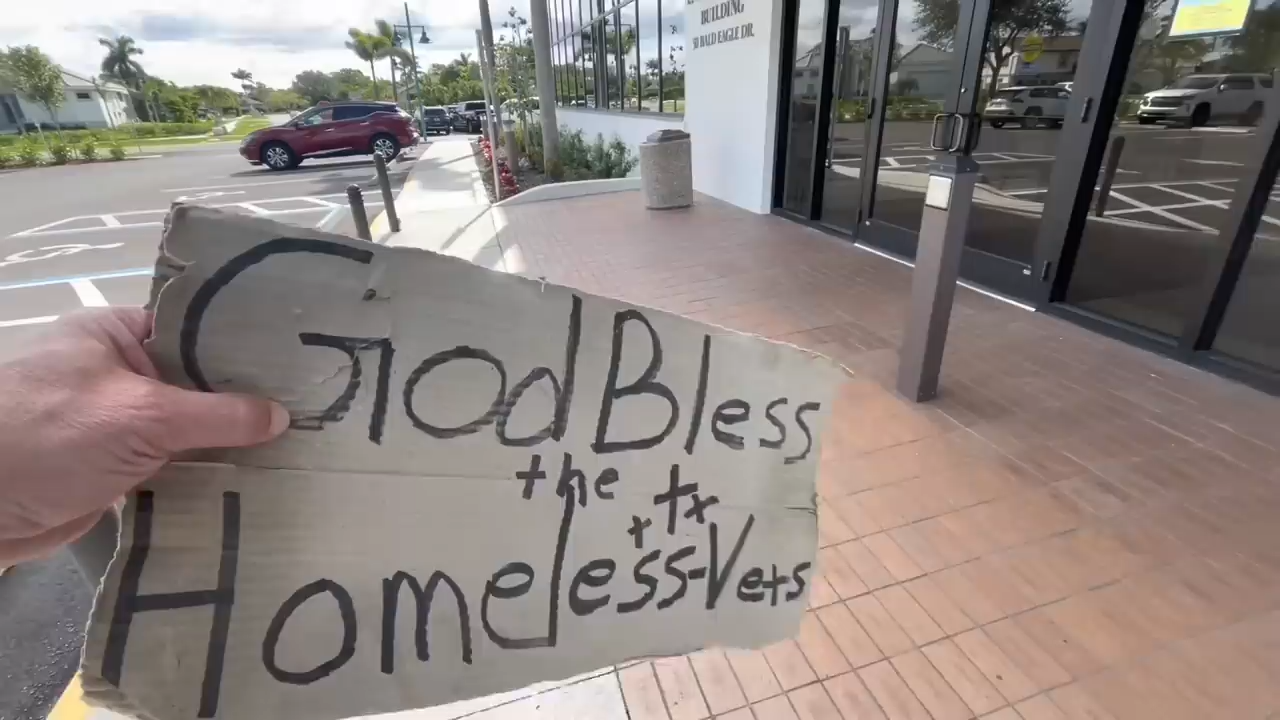 BUILDING
50 BALD EAGLE DR.
God Bless
the
Homeless-Vets